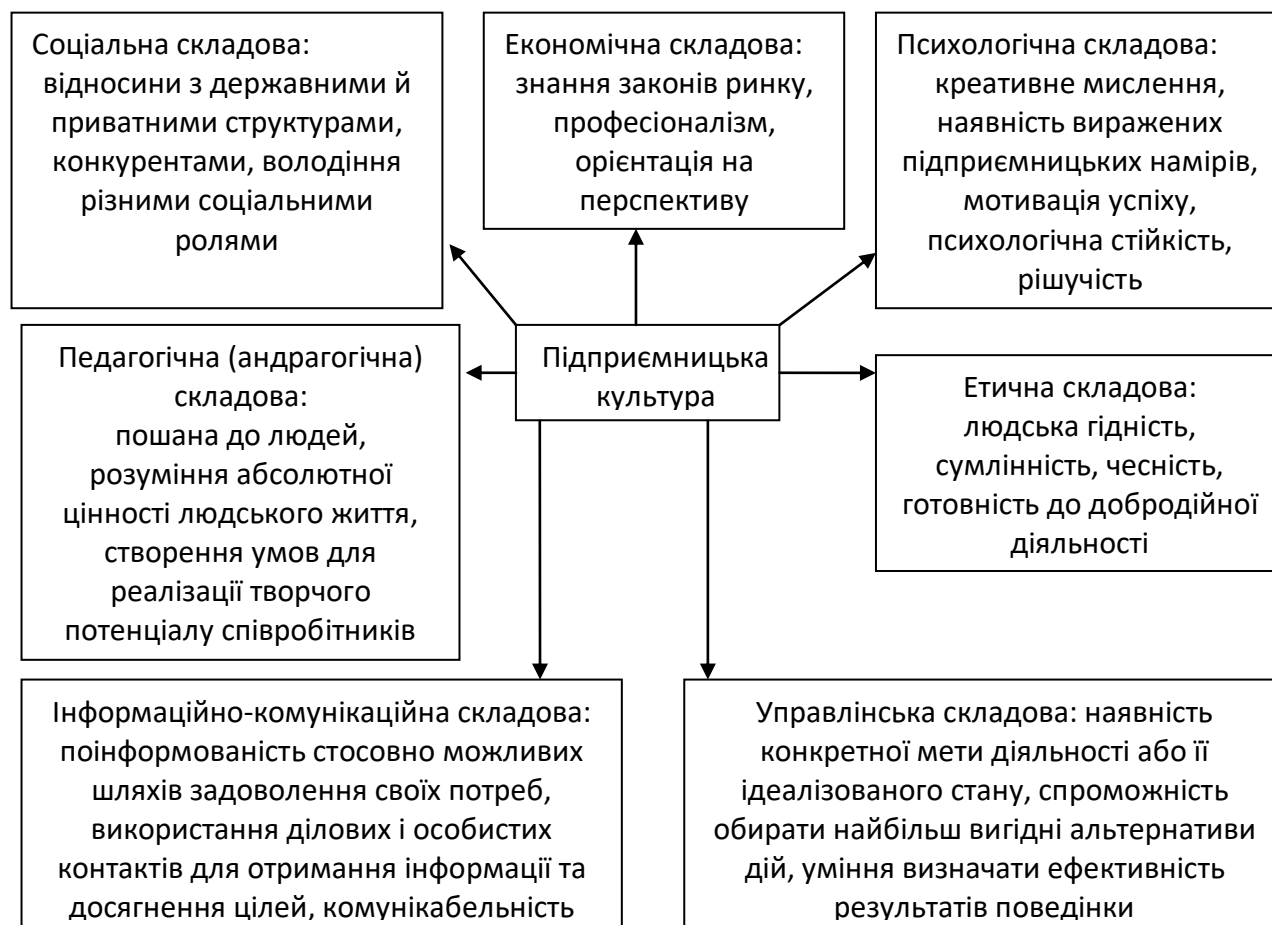 Соціальна складова:
відносини з державними й
приватними структурами,
конкурентами, володіння
різними соціальними
ролями
Економічна складова:
знання законів ринку,
професіоналізм,
орієнтація на
перспективу
Психологічна складова:
креативне мислення,
наявність виражених
підприємницьких намірів,
мотивація успіху,
психологічна стійкість,
рішучість
Педагогічна (андрагогічна)
складова:
пошана до людей,
розуміння абсолютної
цінності людського життя,
створення умов для
реалізації творчого
потенціалу співробітників
Підприємницька
культура
Етична складова:
людська гідність,
сумлінність, чесність,
готовність до добродійної
діяльності
Інформаційно-комунікаційна складова:
поінформованість стосовно можливих
шляхів задоволення своїх потреб,
використання ділових і особистих
контактів для отримання інформації та
досягнення цілей, комунікабельність
Управлінська складова: наявність
конкретної мети діяльності або її
ідеалізованого стану, спроможність
обирати найбільш вигідні альтернативи
дій, уміння визначати ефективність
результатів поведінки